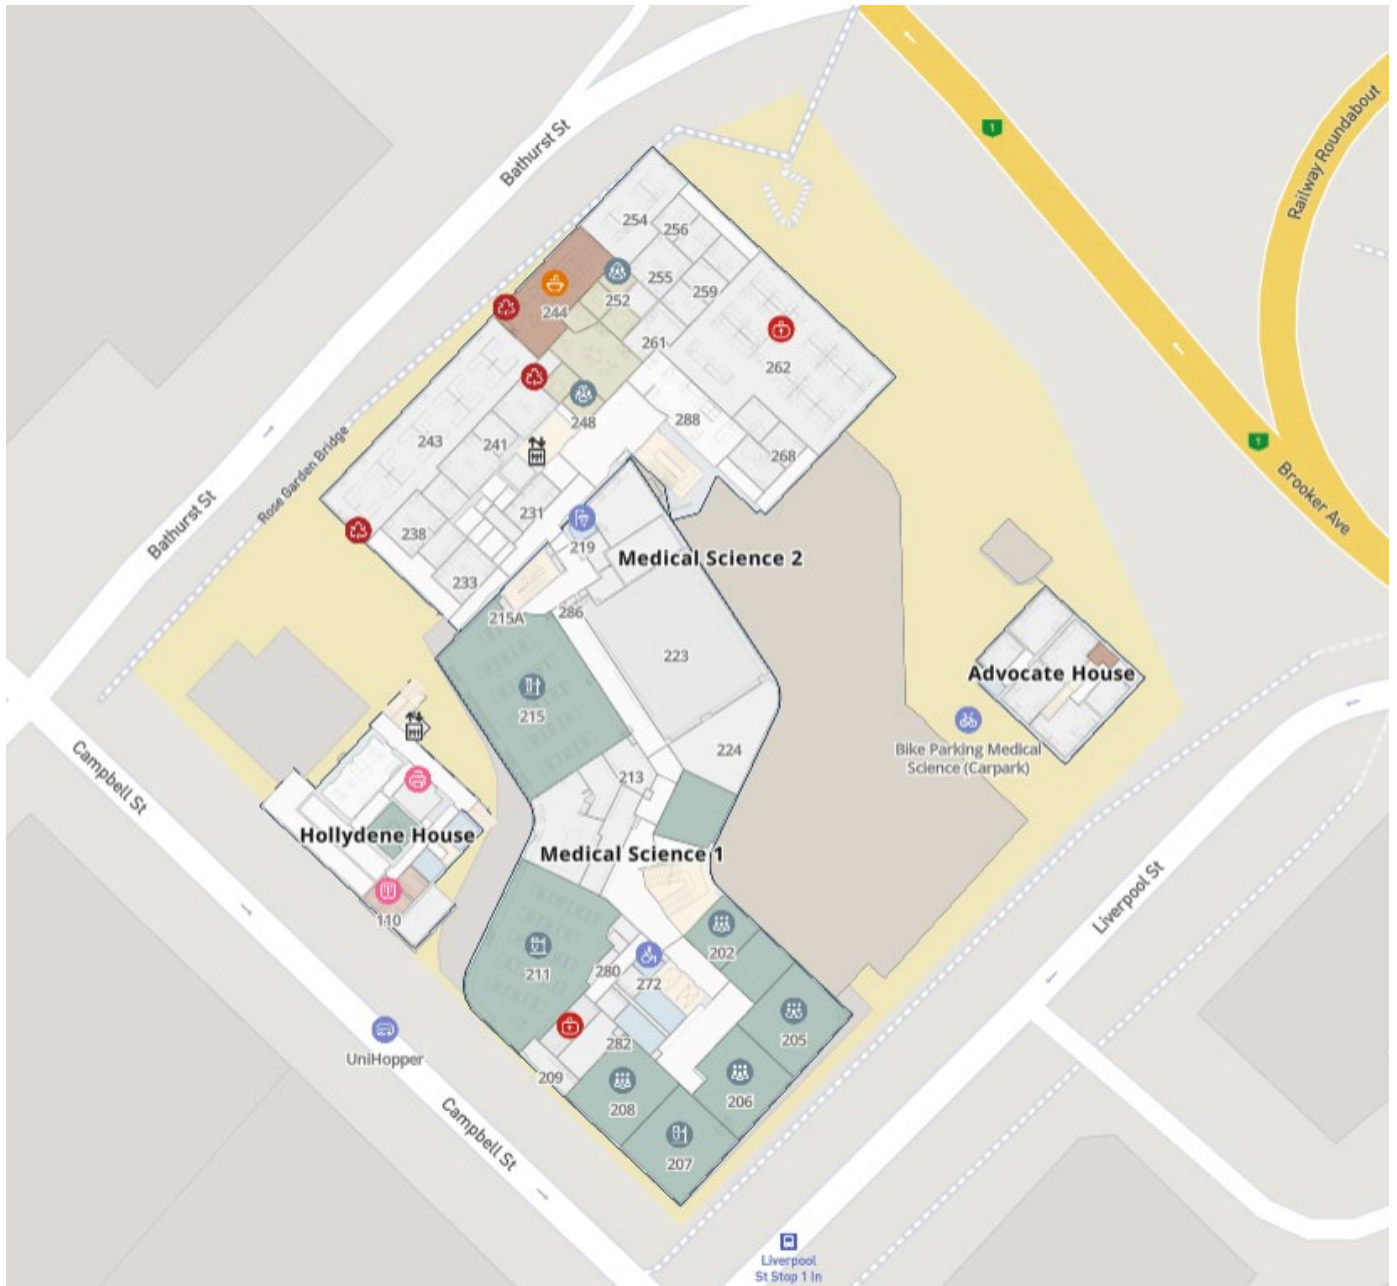 Bathurst St
1
Railway Roundabout
254
256
255
259
252
244
261
262
Rose Garden Bridge
243
241
248
288
268
1
Brooker Ave
Bathurst St
238
231
219
233
Medical Science 2
215A
286
223
215
224
213
Advocate House
Bike Parking Medical
Science (Carpark)
Campbell St
Hollydene House
110
Medical Science 1
Liverpool St
211
280
272
202
205
282
209
208
206
207
UniHopper
Campbell St
Liverpool
St Stop 1 In